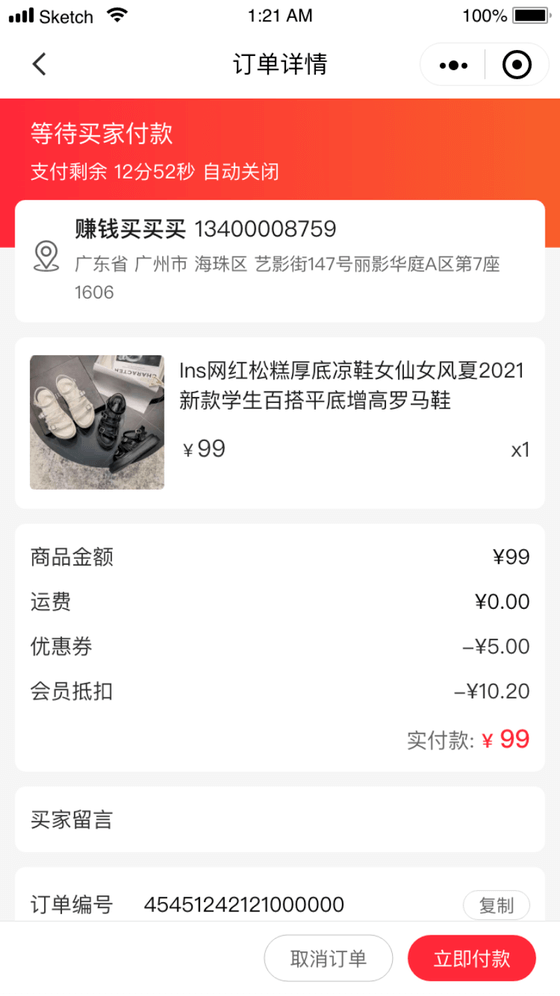 Sketch 1:21 AM 100%
订单详情
等待买家付款
支付剩余 12分52秒 自动关闭
赚钱买买买 13400008759
广东省 广州市 海珠区 艺影街147号丽影华庭A区第7座
1606
Ins网红松糕厚底凉鞋女仙女风夏2021
新款学生百搭平底增高罗马鞋
¥99 x1
CHARACTER
商品金额 ¥99
运费 ¥0.00
优惠券 –¥5.00
会员抵扣 –¥10.20
实付款: ¥ 99
买家留言
订单编号 45451242121000000 复制
取消订单 立即付款